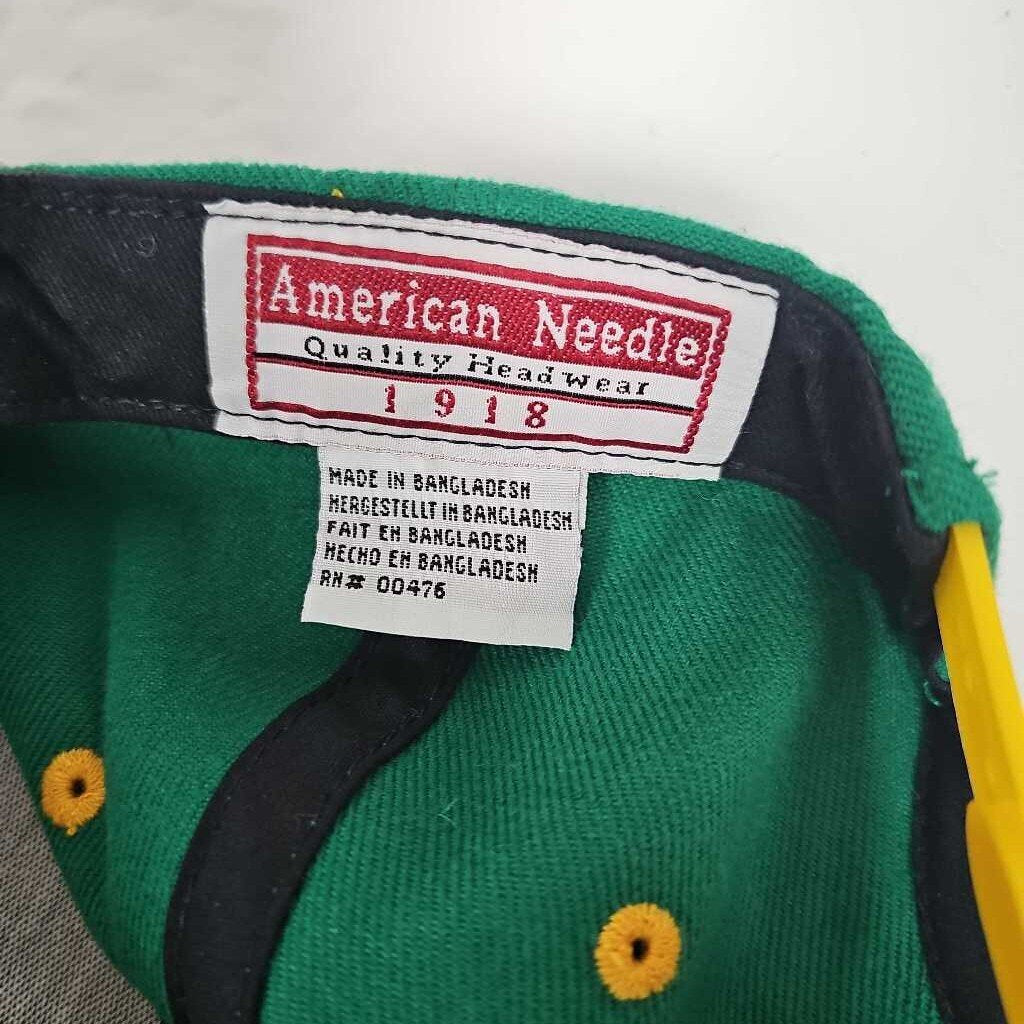 American Needle
Quality Headwear
1918
MADE IN BANGLADESH
HERGESTELLT IN BANGLADESH
FAIT EN BANGLADESH
HECHO EN BANGLADESH
RN# 00476